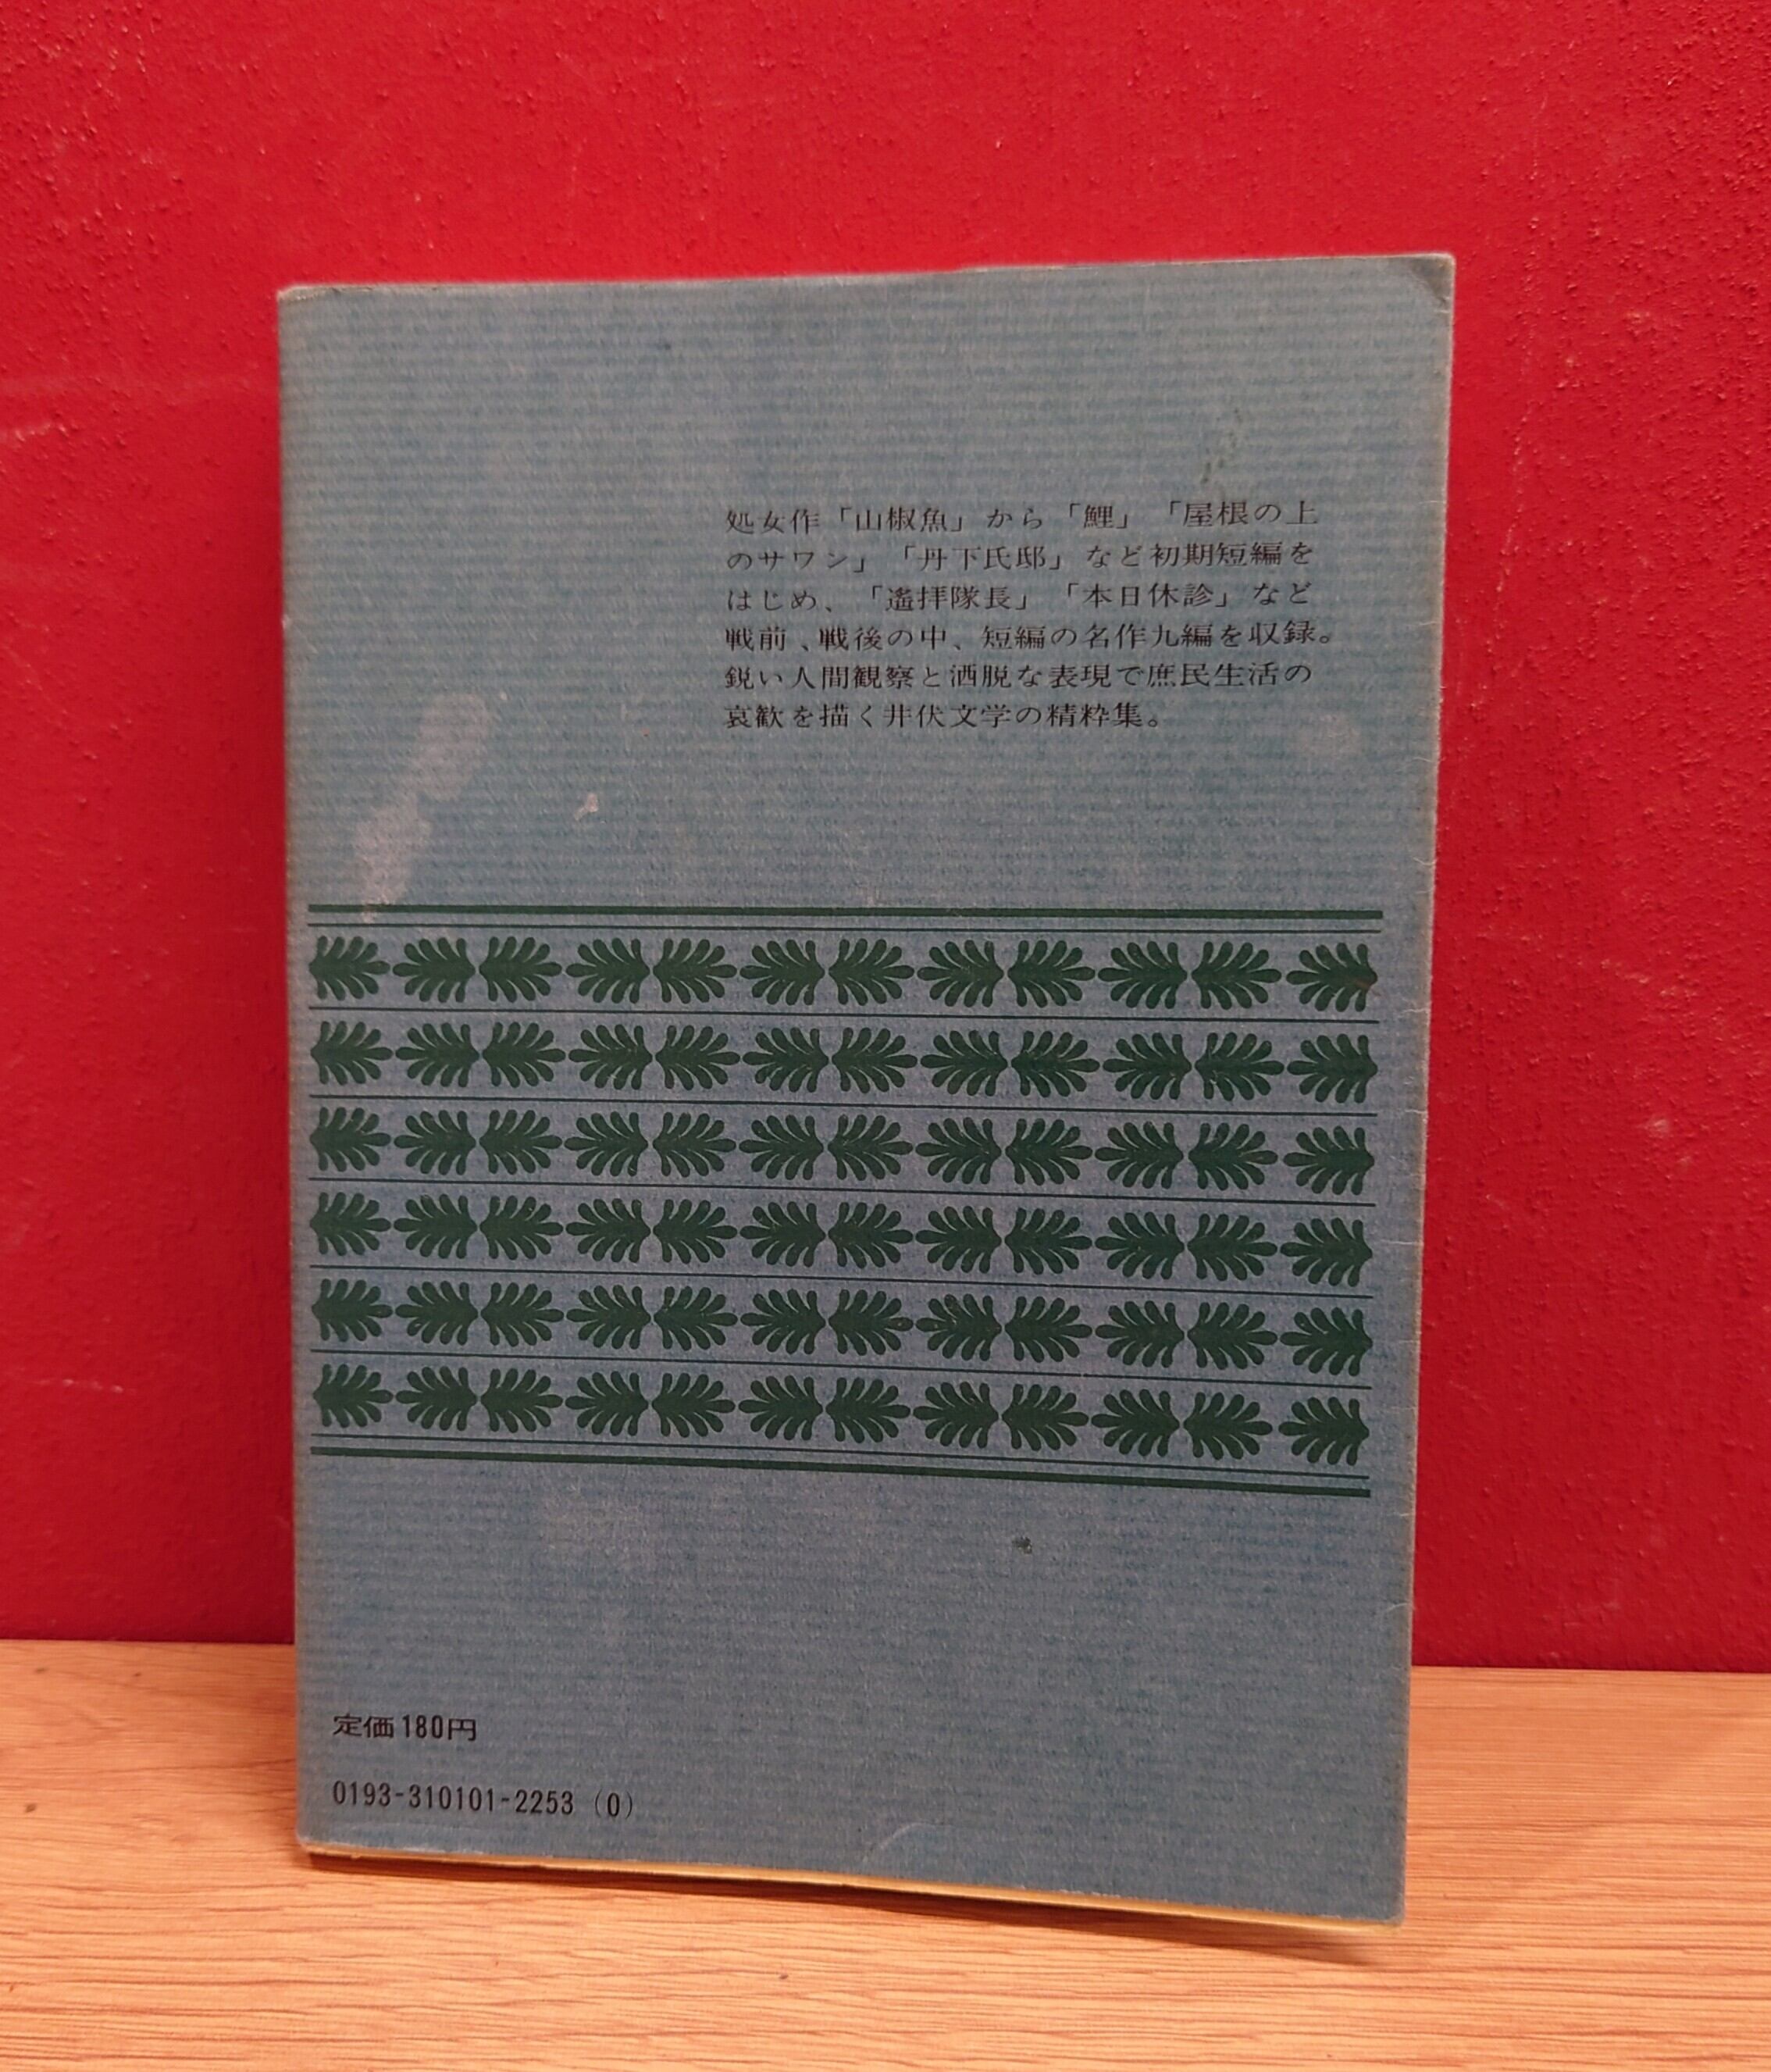 処女作「山椒魚」から「鯉」「屋根の上
のサワン」「丹下氏邸」など初期短編を
はじめ、「遙拝隊長」「本日休診」など
戦前、戦後の中、短編の名作九編を収録。
鋭い人間観察と洒脱な表現で庶民生活の
哀歓を描く井伏文学の精粋集。
定価180円
0193-310101-2253（0）